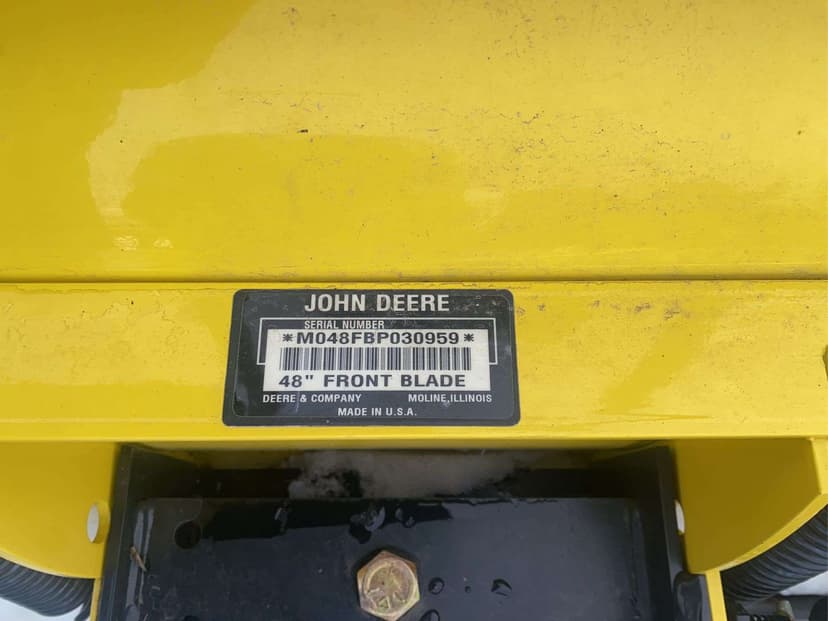 JOHN DEERE
SERIAL NUMBER
*M048FBP030959*
48" FRONT BLADE
DEERE & COMPANY MOLINE,ILLINOIS
MADE IN U.S.A.